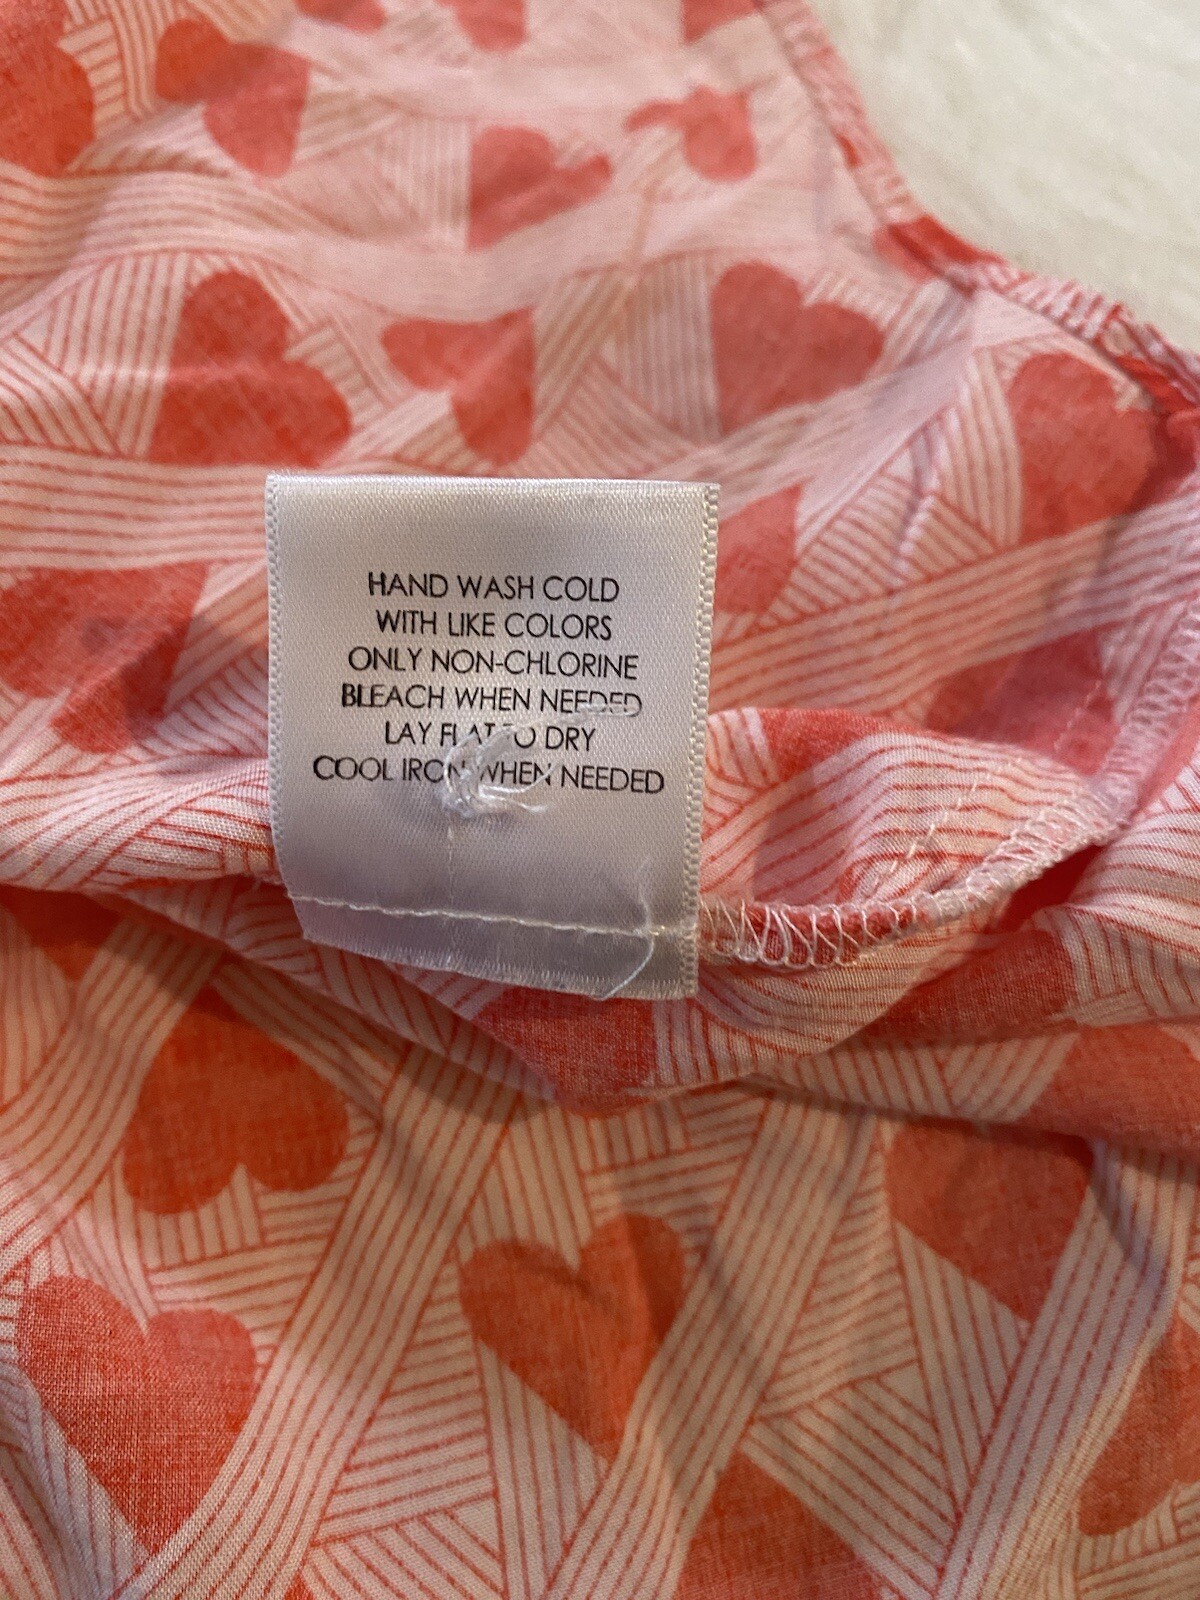 HAND WASH COLD
WITH LIKE COLORS
ONLY NON-CHLORINE
BLEACH WHEN NEEDED
LAY FLAT TO DRY
COOL IRON WHEN NEEDED